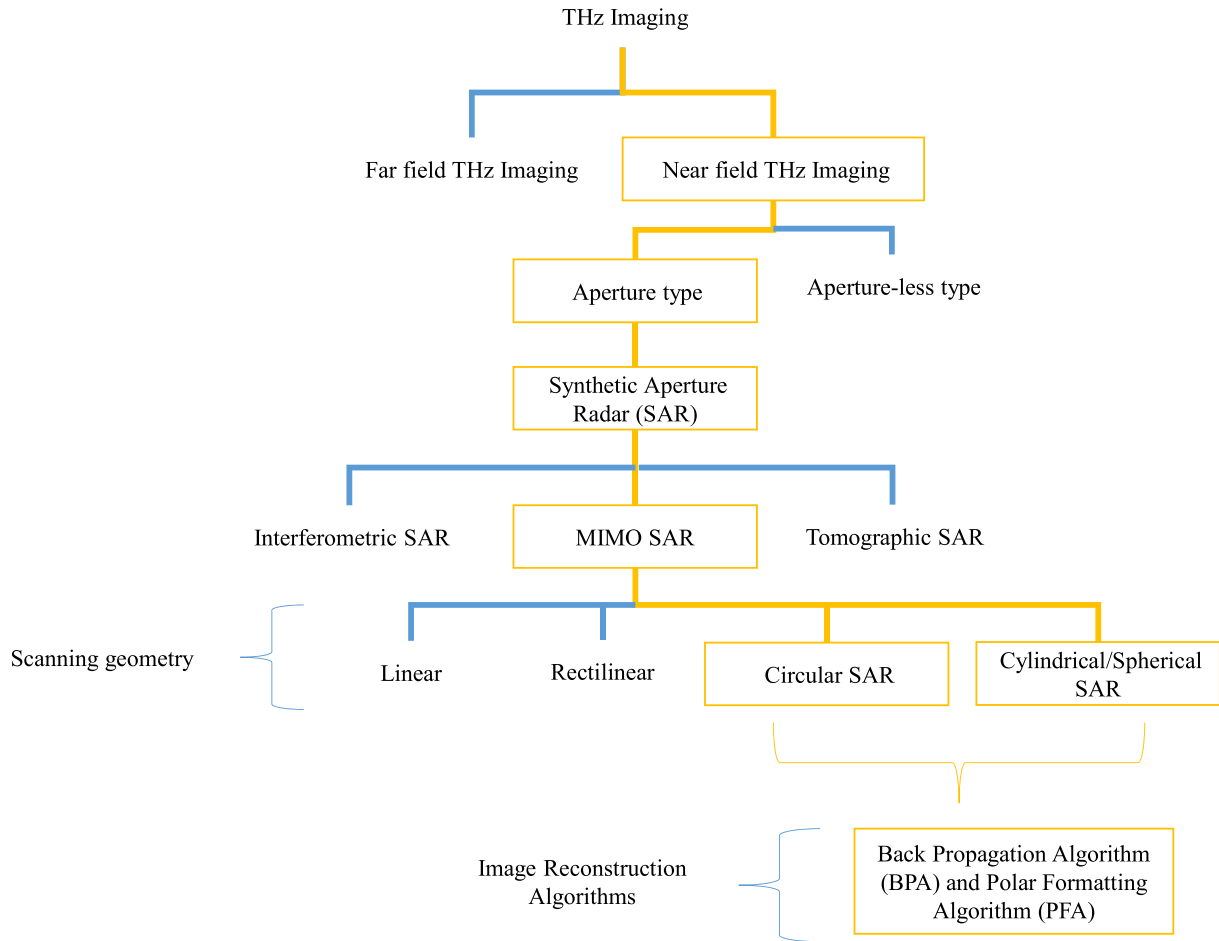 THz Imaging
Far field THz Imaging
Near field THz Imaging
Aperture type
Aperture-less type
Synthetic Aperture
Radar (SAR)
Interferometric SAR
MIMO SAR
Tomographic SAR
Scanning geometry
Linear
Rectilinear
Circular SAR
Cylindrical/Spherical
SAR
Image Reconstruction
Algorithms
Back Propagation Algorithm
(BPA) and Polar Formatting
Algorithm (PFA)